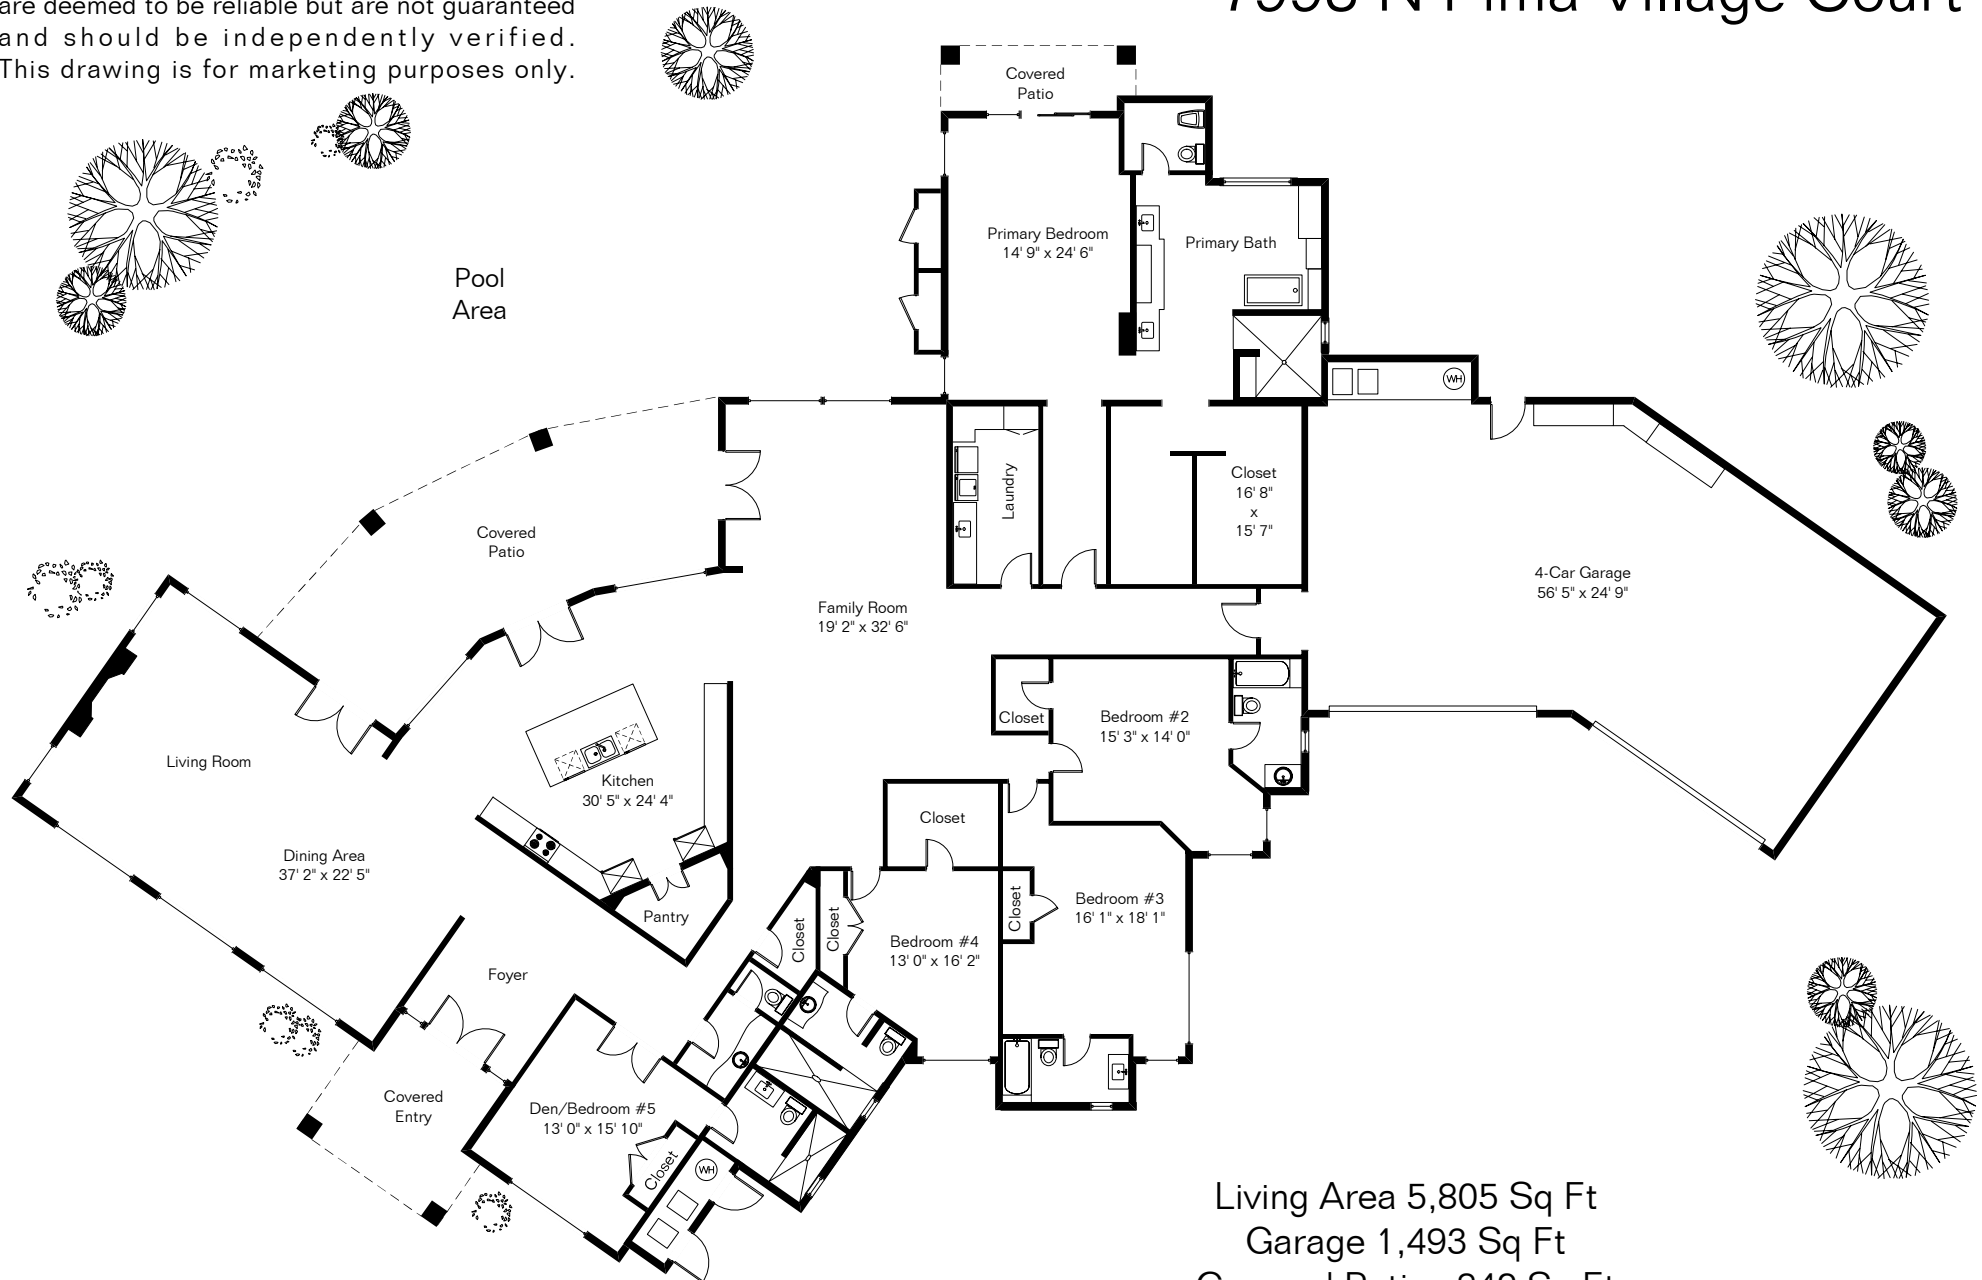 are deemed to be reliable but are not guaranteed
and should be independently verified.
This drawing is for marketing purposes only.
N Pima Village Court
Covered
Patio
Primary Bedroom
14' 9" x 24' 6"
Primary Bath
Pool
Area
WH
Laundry
Closet
16' 8"
x
15' 7"
Covered
Patio
4-Car Garage
56' 5" x 24' 9"
Family Room
19' 2" x 32' 6"
Closet
Bedroom #2
15' 3" x 14' 0"
Living Room
Kitchen
30' 5" x 24' 4"
Closet
Dining Area
37' 2" x 22' 5"
Pantry
Closet
Closet
Closet
Bedroom #3
16' 1" x 18' 1"
Bedroom #4
13' 0" x 16' 2"
Foyer
Covered
Entry
Den/Bedroom #5
13' 0" x 15' 10"
Closet
WH
Living Area 5,805 Sq Ft
Garage 1,493 Sq Ft